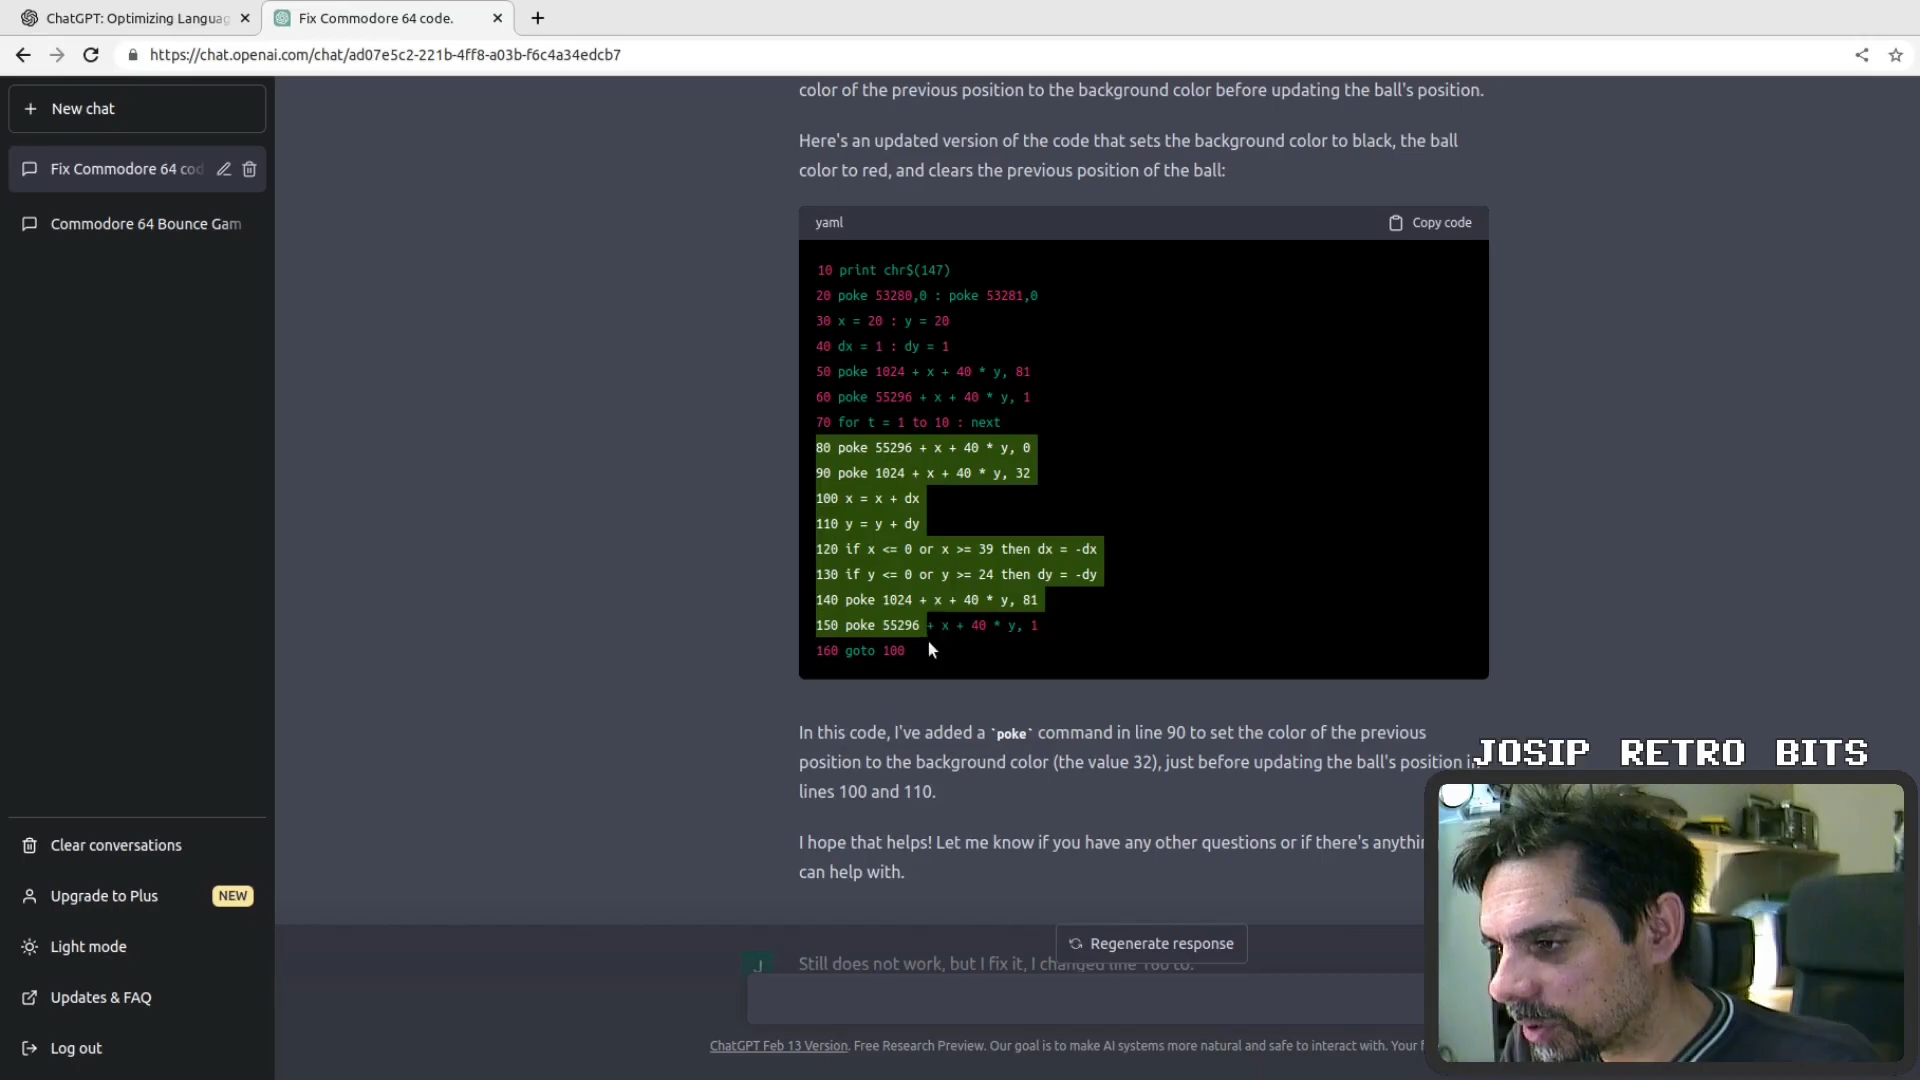 ChatGPT: Optimizing Languag
Fix Commodore 64 code.
https://chat.openai.com/chat/ad07e5c2-221b-4ff8-a03b-f6c4a34edcb7
New chat
Fix Commodore 64 cod
Commodore 64 Bounce Gam
Clear conversations
Upgrade to Plus NEW
Light mode
Updates & FAQ
Log out
color of the previous position to the background color before updating the ball's position.
Here's an updated version of the code that sets the background color to black, the ball
color to red, and clears the previous position of the ball:
yaml Copy code
10 print chr$(147)
20 poke 53280,0 : poke 53281,0
30 x = 20 : y = 20
40 dx = 1 : dy = 1
50 poke 1024 + x + 40 * y, 81
60 poke 55296 + x + 40 * y, 1
70 for t = 1 to 10 : next
80 poke 55296 + x + 40 * y, 0
90 poke 1024 + x + 40 * y, 32
100 x = x + dx
110 y = y + dy
120 if x <= 0 or x >= 39 then dx = -dx
130 if y <= 0 or y >= 24 then dy = -dy
140 poke 1024 + x + 40 * y, 81
150 poke 55296 + x + 40 * y, 1
160 goto 100
In this code, I've added a `poke` command in line 90 to set the color of the previous
position to the background color (the value 32), just before updating the ball's position in
lines 100 and 110.
I hope that helps! Let me know if you have any other questions or if there's anythin
can help with.
Regenerate response
J
Still does not work, but I fix it, I changed line 160 to:
ChatGPT Feb 13 Version. Free Research Preview. Our goal is to make AI systems more natural and safe to interact with. Your f
JOSIP RETRO BITS